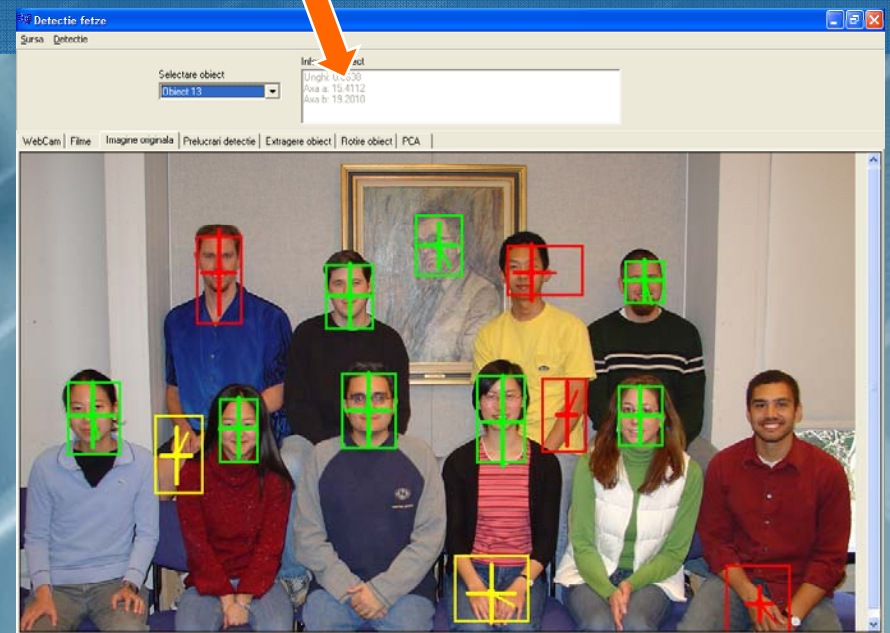 Detectie fetze
Sursa Detectie
Selectare obiect
Object 13
Unghi:
Axa a: 15.4112
Axa b: 19.2010
WebCam Filme Imagine originala Prelucrari detectie Extragere obiect Rotire obiect PCA